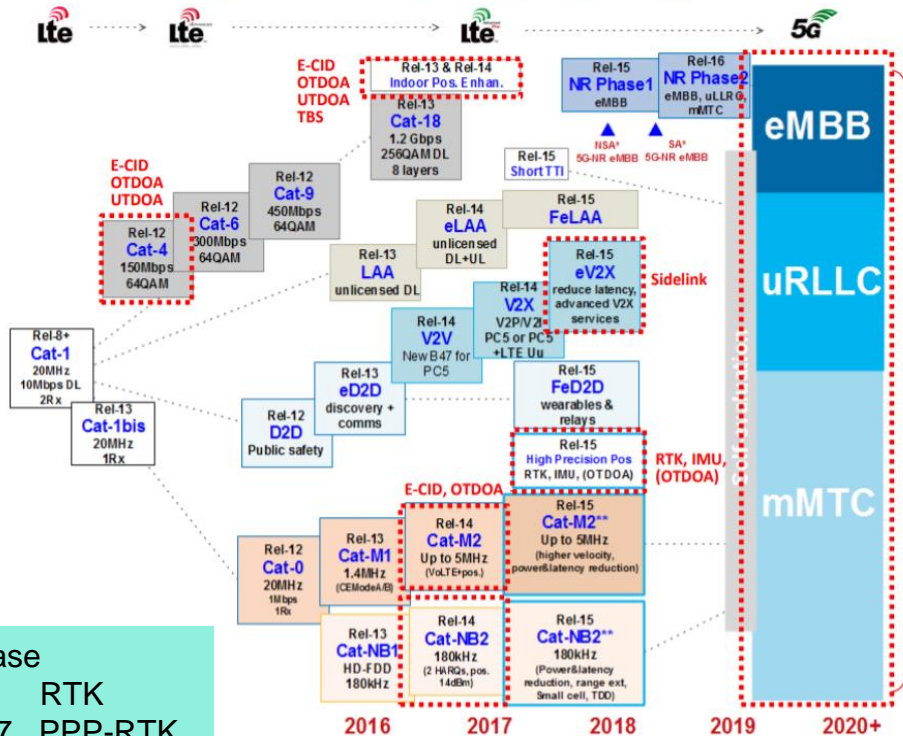 Lte
Lte Advanced
Lte
5G
E-CID
OTDOA
UTDOA
TBS
Rel-13 & Rel-14
Indoor Pos. Enhan.
Rel-13
Cat-18
1.2 Gbps
256QAM DL
8 layers
Rel-15
NR Phase1
eMBB
Rel-16
NR Phase2
eMBB, uLLRC,
mMTC
NSA*
5G-NR eMBB
SA*
5G-NR eMBB
Rel-15
Short TTI
E-CID
OTDOA
UTDOA
Rel-12
Cat-4
150Mbps
64QAM
Rel-12
Cat-6
300Mbps
64QAM
Rel-12
Cat-9
450Mbps
64QAM
Rel-13
LAA
unlicensed DL
Rel-14
eLAA
unlicensed
DL+UL
Rel-15
FeLAA
Rel-15
eV2X
reduce latency,
advanced V2X
services
Sidelink
Rel-14
V2X
V2P/V2I
PC5 or PC5
+LTE Uu
Rel-14
V2V
New B47 for
PC5
Rel-8+
Cat-1
20MHz
10Mbps DL
2Rx
Rel-13
Cat-1bis
20MHz
1Rx
Rel-12
D2D
Public safety
Rel-13
eD2D
discovery +
comms
Rel-15
FeD2D
wearables &
relays
Rel-15
High Precision Pos
RTK, IMU, (OTDOA)
RTK, IMU,
(OTDOA)
E-CID, OTDOA
Rel-12
Cat-0
20MHz
1Mbps
1Rx
Rel-13
Cat-M1
1.4MHz
(CEModeA/B)
Rel-14
Cat-M2
Up to 5MHz
(VoLTE+pos.)
Rel-15
Cat-M2**
Up to 5MHz
(higher velocity,
power&latency reduction)
Rel-13
Cat-NB1
HD-FDD
180kHz
Rel-14
Cat-NB2
180kHz
(2 HARQs, pos.
14dBm)
Rel-15
Cat-NB2**
180kHz
(Power&latency
reduction, range ext,
Small cell, TDD)
eMBB
uRLLC
mMTC
ase
RTK
7 PPP-RTK
2016
2017
2018
2019
2020+